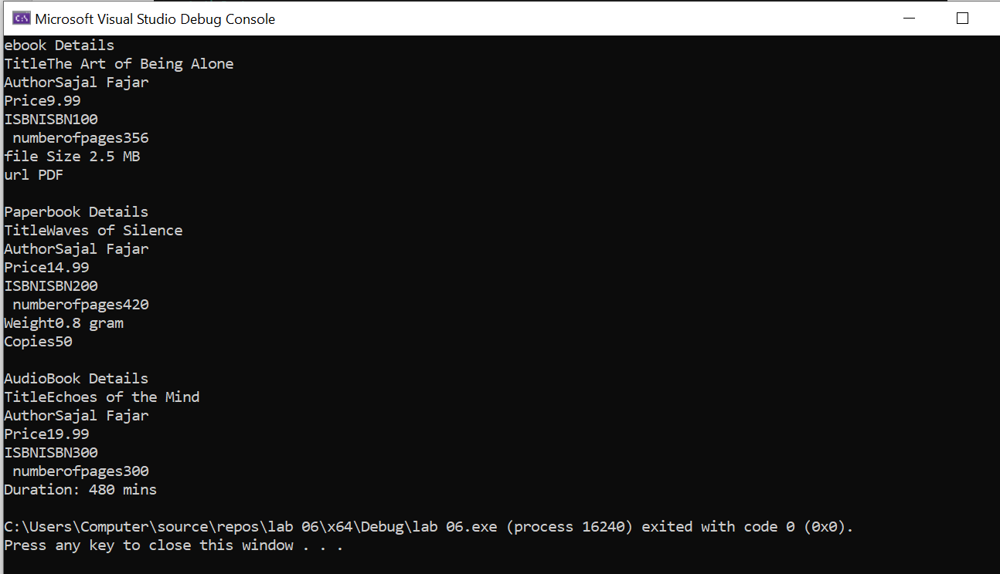 Microsoft Visual Studio Debug Console
ebook Details
TitleThe Art of Being Alone
AuthorSajal Fajar
Price9.99
ISBNISBN100
 numberofpages356
file Size 2.5 MB
url PDF

Paperbook Details
TitleWaves of Silence
AuthorSajal Fajar
Price14.99
ISBNISBN200
 numberofpages420
Weight0.8 gram
Copies50

AudioBook Details
TitleEchoes of the Mind
AuthorSajal Fajar
Price19.99
ISBNISBN300
 numberofpages300
Duration: 480 mins

C:\Users\Computer\source\repos\lab 06\x64\Debug\lab 06.exe (process 16240) exited with code 0 (0x0).
Press any key to close this window . . .